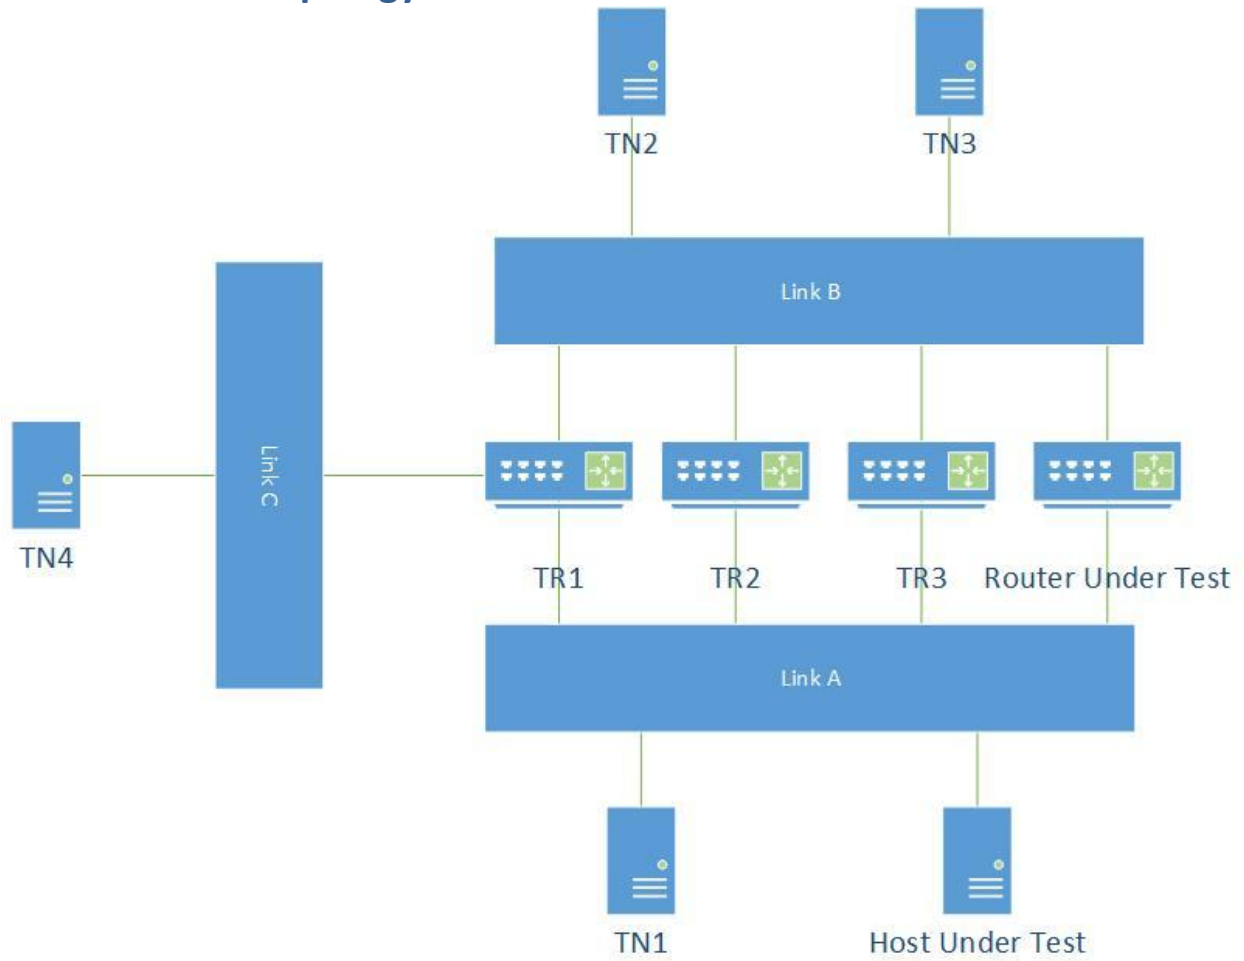 TN2
TN3
Link B
Link C
TN4
TR1
TR2
TR3
Router Under Test
Link A
TN1
Host Under Test